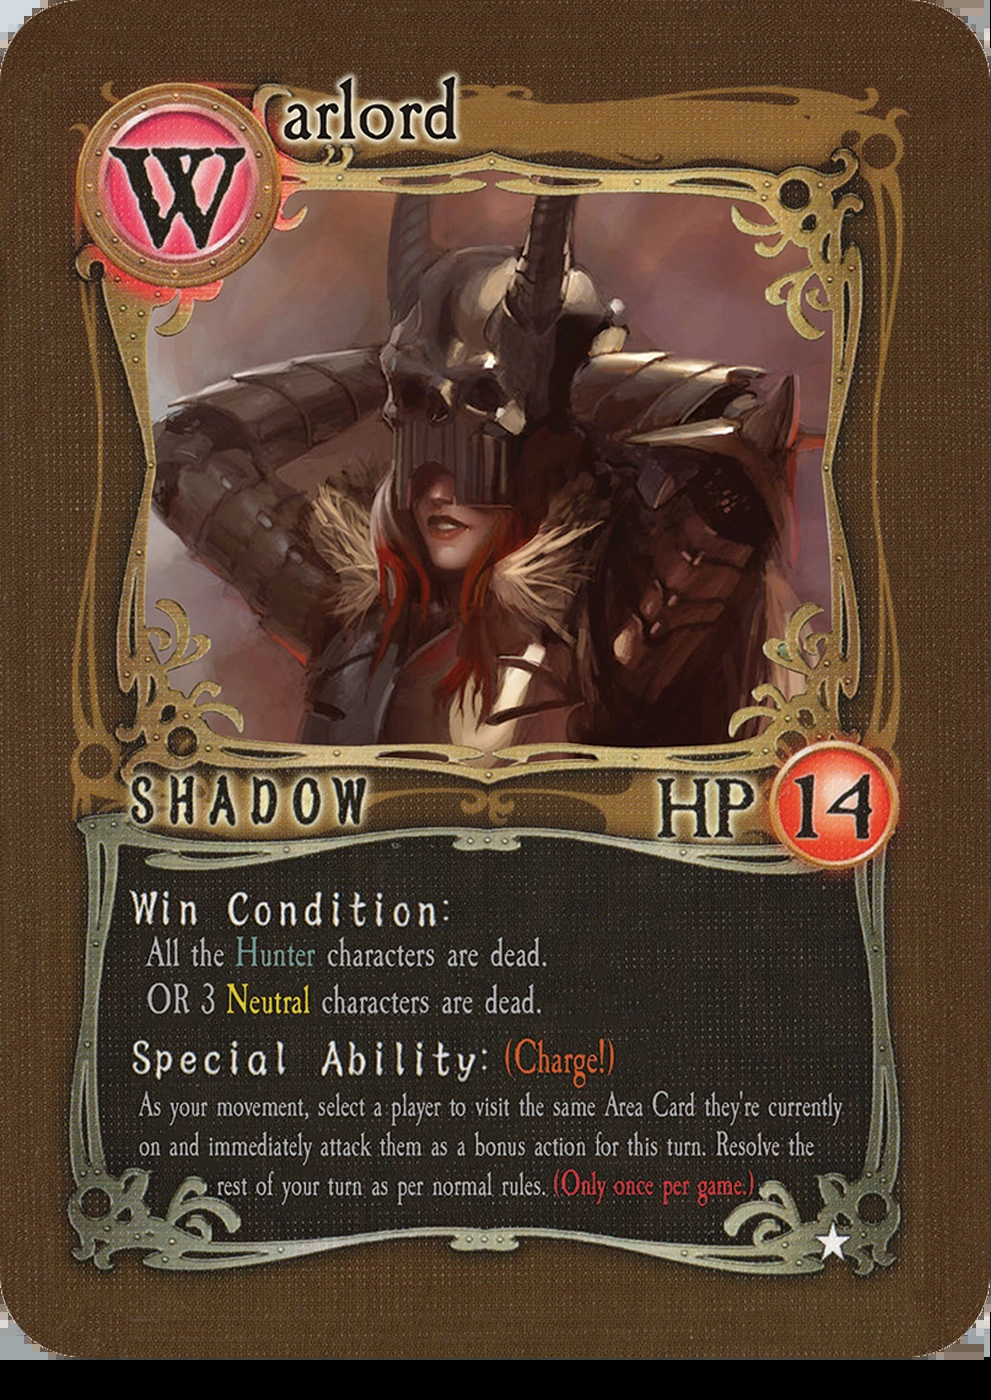 Warlord
SHADOW HP 14
Win Condition:
All the Hunter characters are dead.
OR 3 Neutral characters are dead.
Special Ability: (Charge!)
As your movement, select a player to visit the same Area Card they're currently
on and immediately attack them as a bonus action for this turn. Resolve the
rest of your turn as per normal rules. (Only once per game.)